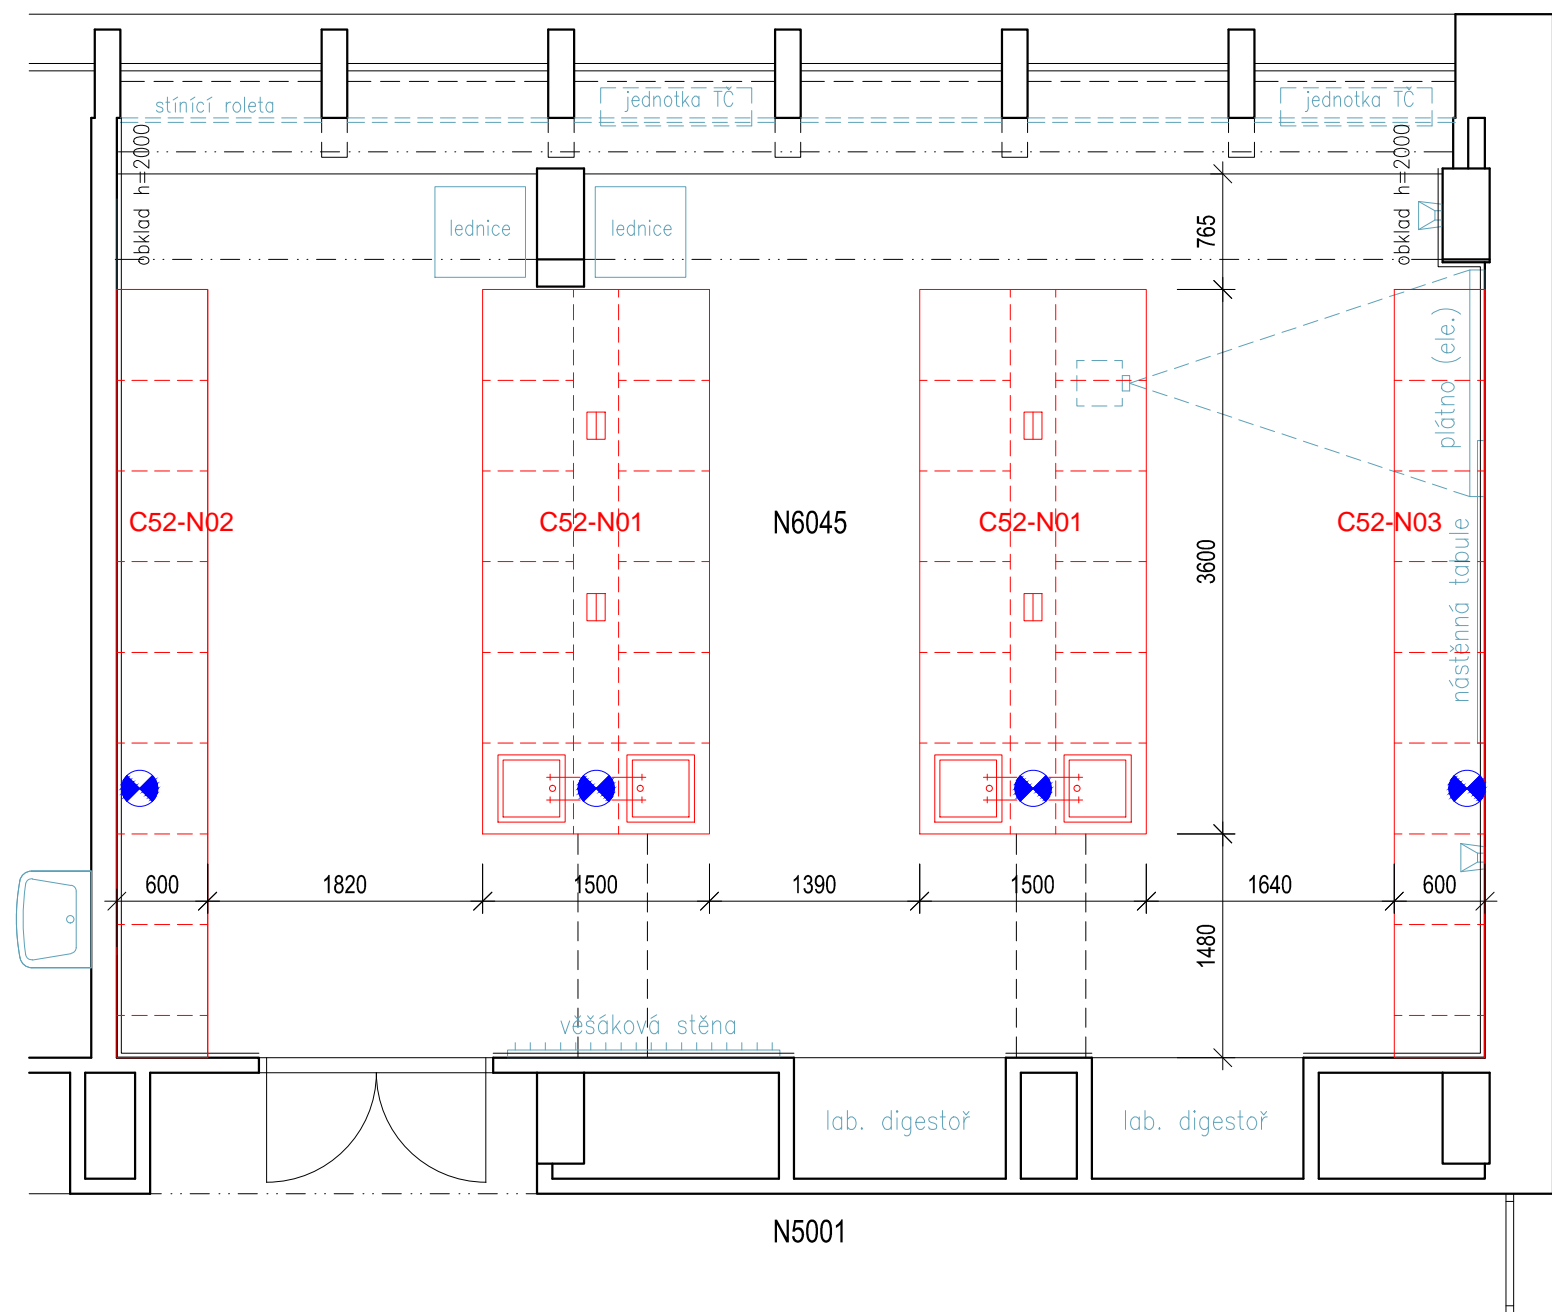 stínící roleta
jednotka TČ
jednotka TČ
obklad h=2000
obklad h=2000
lednice
lednice
765
plátno (ele.)
C52-N02
C52-N01
N6045
C52-N01
C52-N03
3600
nástěnná tabule
600
1820
1500
1390
1500
1640
600
1480
věšáková stěna
lab. digestoř
lab. digestoř
N5001